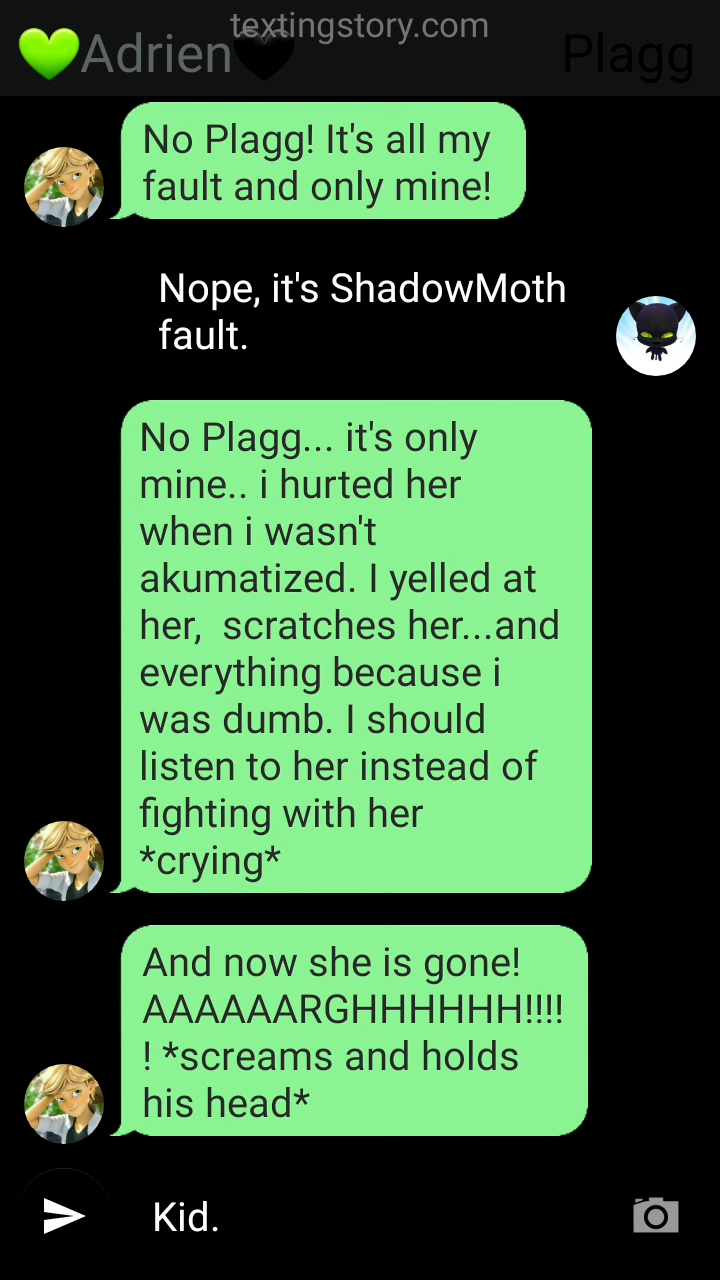 textingstory.com
💚Adrien🖤 Plagg
No Plagg! It's all my
fault and only mine!
Nope, it's ShadowMoth
fault.
No Plagg... it's only
mine.. i hurted her
when i wasn't
akumatized. I yelled at
her,  scratches her...and
everything because i
was dumb. I should
listen to her instead of
fighting with her
*crying*
And now she is gone!
AAAAAARGHHHHHH!!!!
! *screams and holds
his head*
Kid.